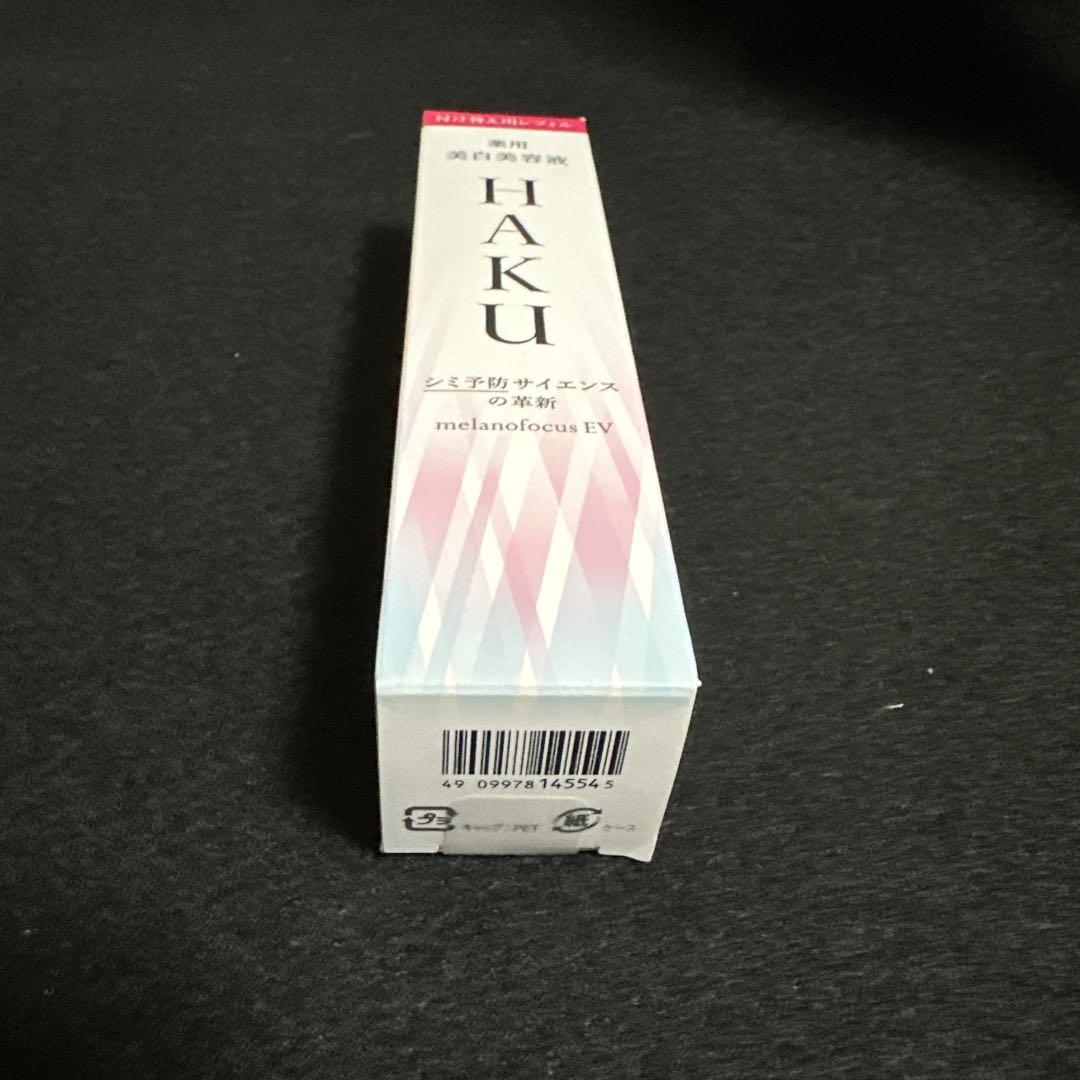 付け替え用レフィル
薬用
美白美容液
HAKU
シミ予防サイエンス
の革新
melanofocus EV
49 09978 145545
プラ
キャップ:PET
紙
ケース